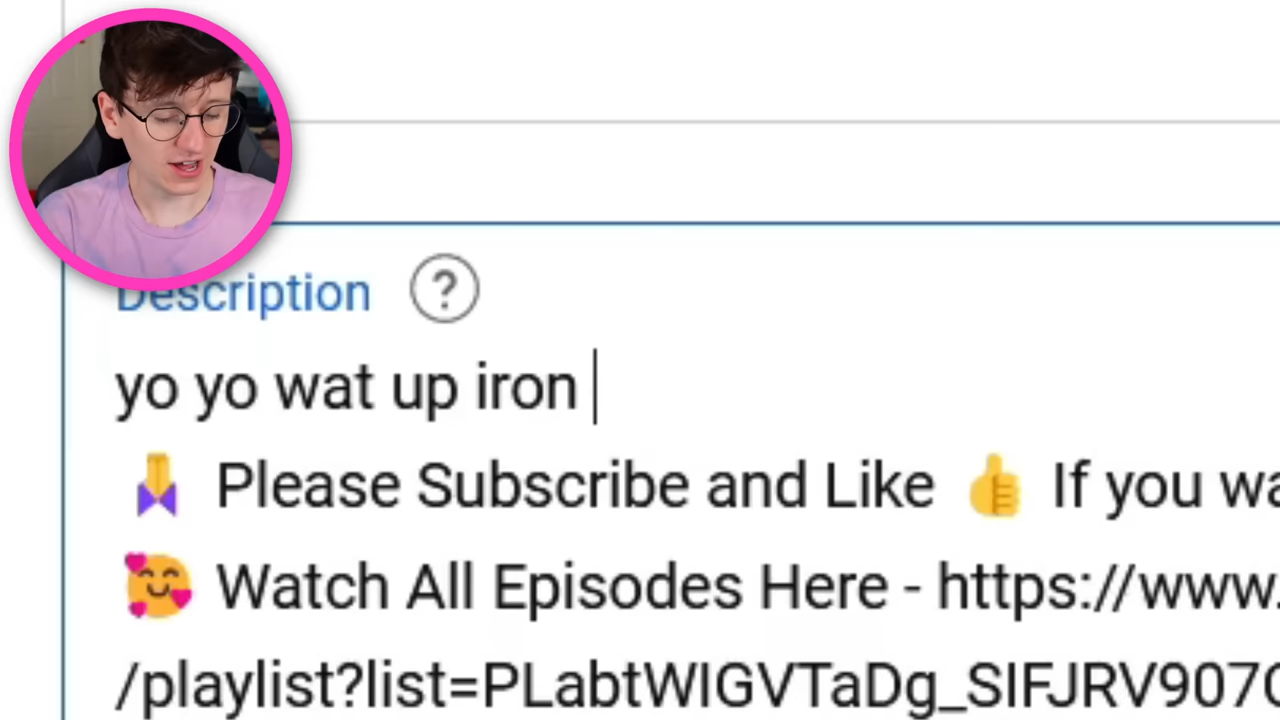 Description ?
yo yo wat up iron
🙏 Please Subscribe and Like 👍 If you
🥰 Watch All Episodes Here - https://www.
/playlist?list=PLabtWIGVTaDg_SIFJRV907